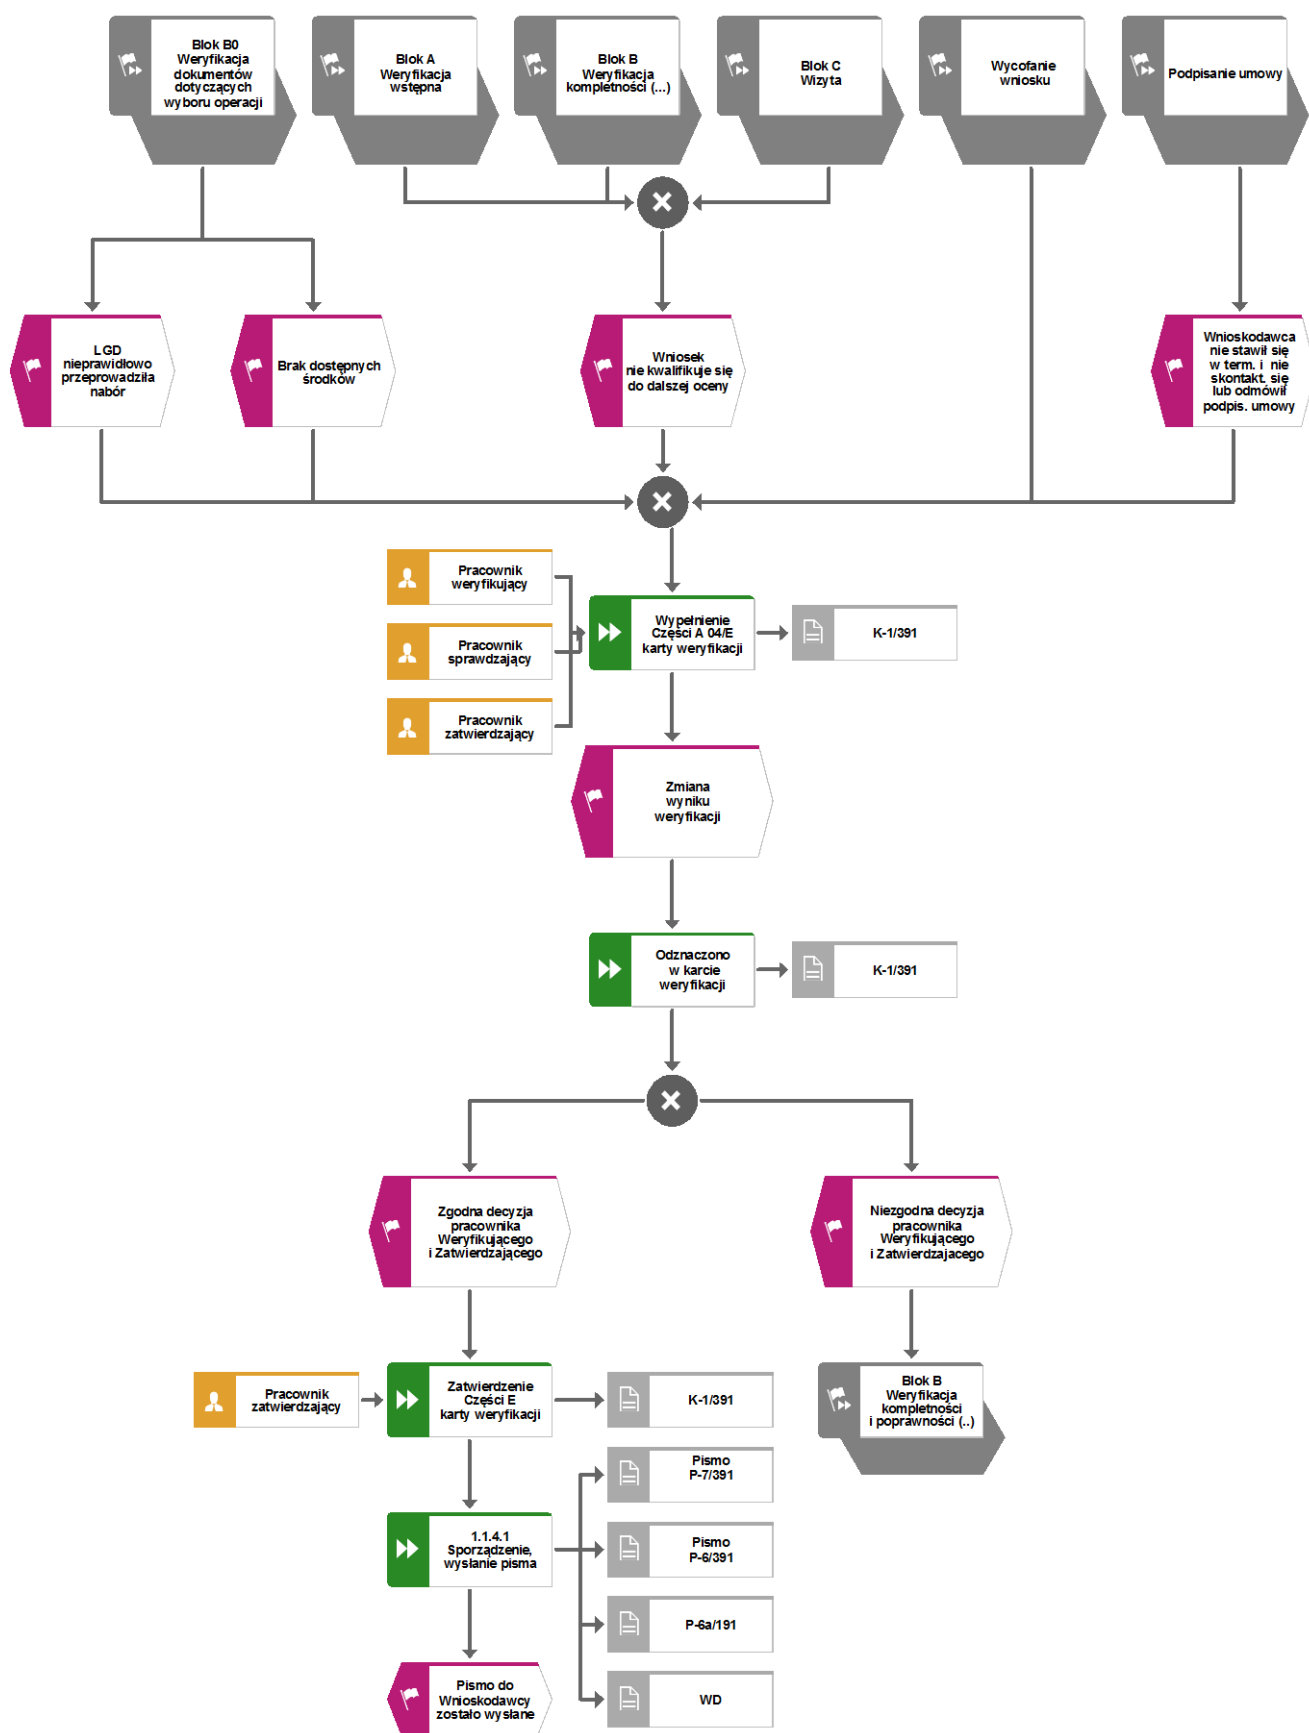 Blok B0
Weryfikacja
dokumentów
dotyczących
wyboru operacji
Blok A
Weryfikacja
wstępna
Blok B
Weryfikacja
kompletności (...)
Blok C
Wizyta
Wycofanie
wniosku
Podpisanie umowy
LGD
nieprawidłowo
przeprowadziła
nabór
Brak dostępnych
środków
Wniosek
nie kwalifikuje się
do dalszej oceny
Wnioskodawca
nie stawił się
w term. i nie
skontakt. się
lub odmówił
podpis. umowy
Pracownik
weryfikujący
Pracownik
sprawdzający
Pracownik
zatwierdzający
Wypełnienie
Części A 04/E
karty weryfikacji
K-1/391
Zmiana
wyniku
weryfikacji
Odznaczono
w karcie
weryfikacji
K-1/391
Zgodna decyzja
pracownika
Weryfikującego
i Zatwierdzającego
Niezgodna decyzja
pracownika
Weryfikującego
i Zatwierdzajacego
Pracownik
zatwierdzający
Zatwierdzenie
Części E
karty weryfikacji
K-1/391
Blok B
Weryfikacja
kompletności
i poprawności (..)
1.1.4.1
Sporządzenie,
wysłanie pisma
Pismo
P-7/391
Pismo
P-6/391
P-6a/191
WD
Pismo do
Wnioskodawcy
zostało wysłane